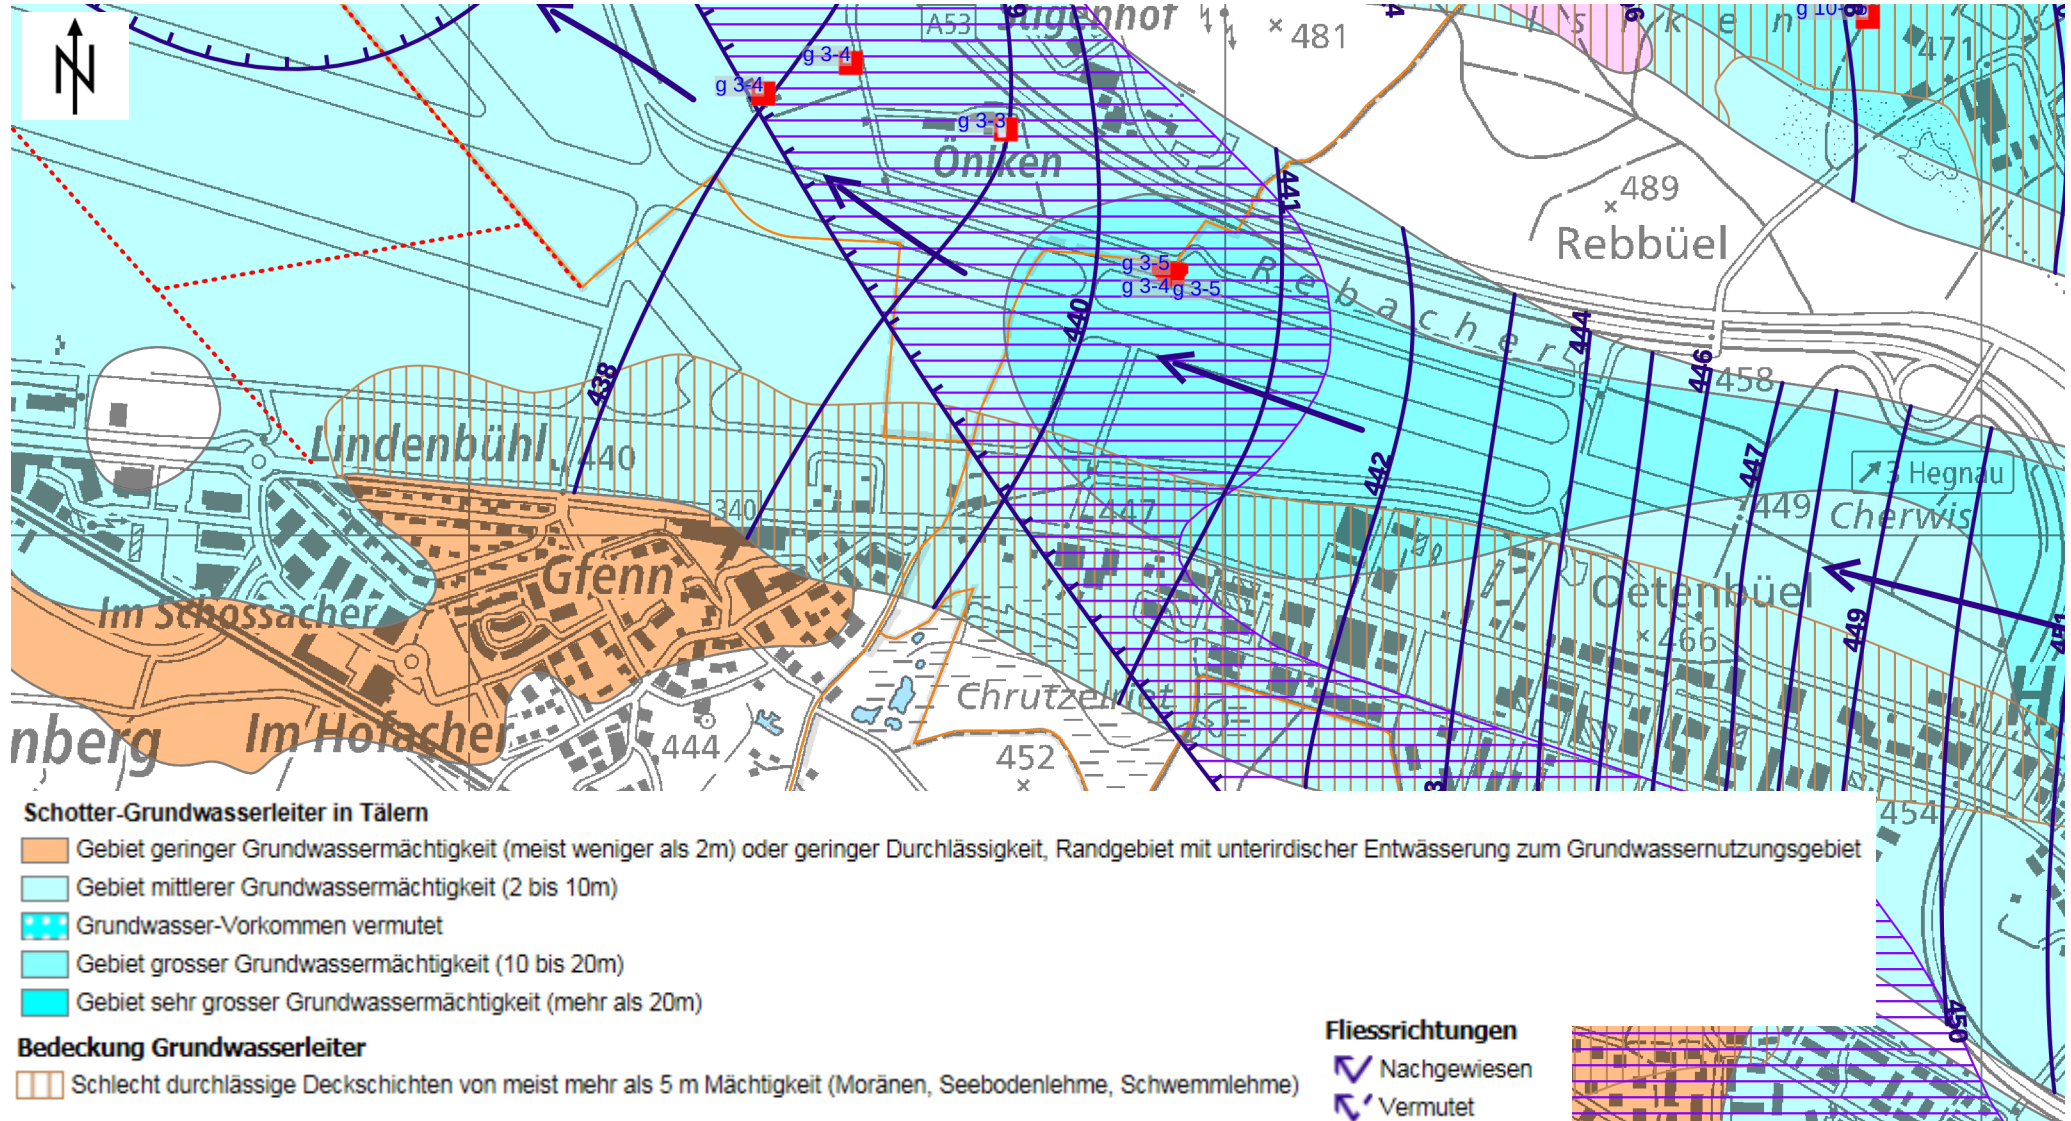 N
A53
Stigenhof
481
g 10-
471
g 3-4
g 3-4
g 3-3
Öniken
441
489
Rebbüel
g 3-5
g 3-4
g 3-5
Rebacher
440
444
446
458
438
Lindenbühl
440
442
447
3 Hegnau
340
447
449
Cherwis
Gfenn
Oetenbüel
Im Schossacher
466
449
451
Chrutzelriet
nberg
Im Hofacher
444
452
454
450
Schotter-Grundwasserleiter in Tälern
Gebiet geringer Grundwassermächtigkeit (meist weniger als 2m) oder geringer Durchlässigkeit, Randgebiet mit unterirdischer Entwässerung zum Grundwassernutzungsgebiet
Gebiet mittlerer Grundwassermächtigkeit (2 bis 10m)
Grundwasser-Vorkommen vermutet
Gebiet grosser Grundwassermächtigkeit (10 bis 20m)
Gebiet sehr grosser Grundwassermächtigkeit (mehr als 20m)
Bedeckung Grundwasserleiter
Schlecht durchlässige Deckschichten von meist mehr als 5 m Mächtigkeit (Moränen, Seebodenlehme, Schwemmlehme)
Fliessrichtungen
Nachgewiesen
Vermutet